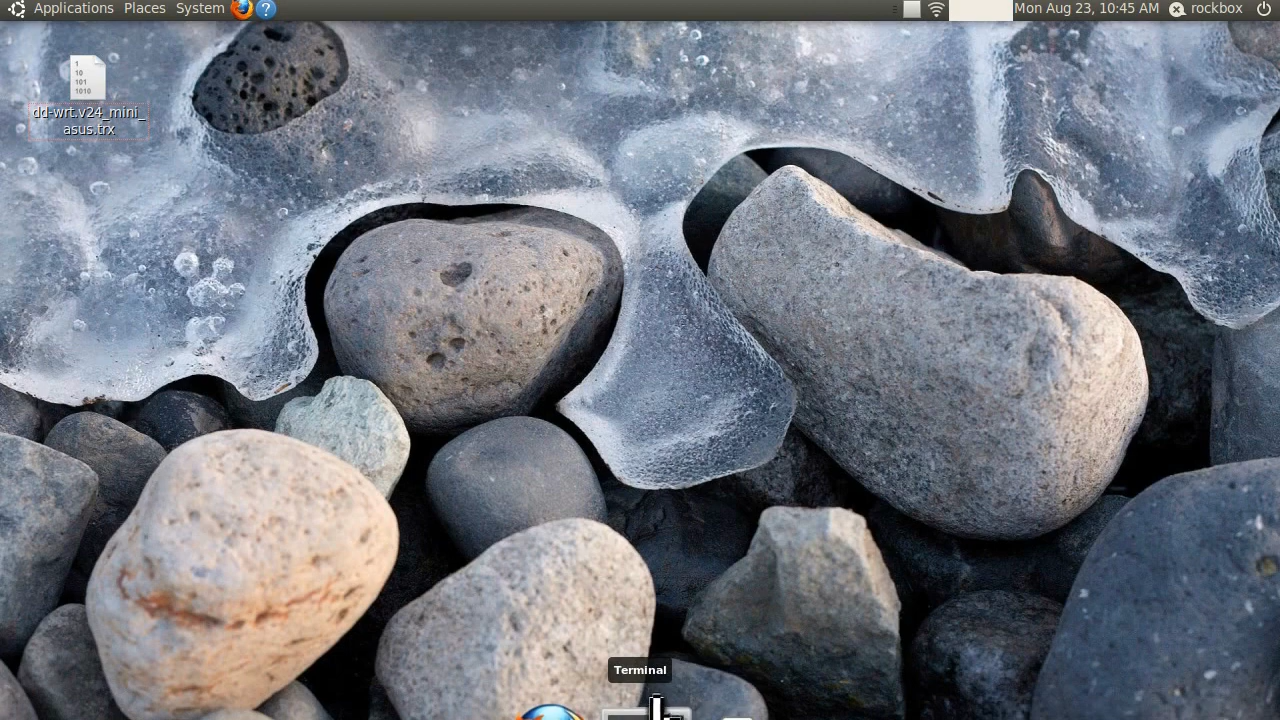 Applications Places System
Mon Aug 23, 10:45 AM rockbox
1
10
101
1010
dd-wrt.v24_mini_
asus.trx
Terminal